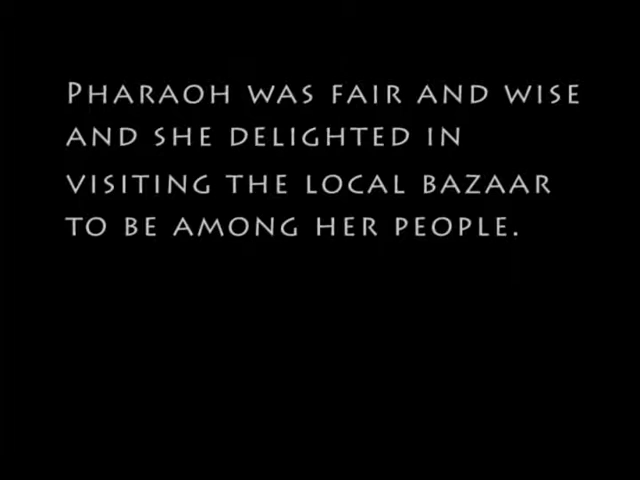 Pharaoh was fair and wise
and she delighted in
visiting the local bazaar
to be among her people.